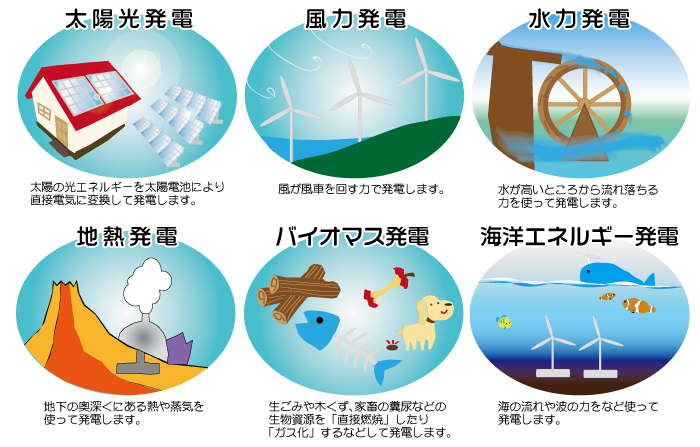 太陽光発電
太陽の光エネルギーを太陽電池により
直接電気に変換して発電します。
風力発電
風が風車を回す力で発電します。
水力発電
水が高いところから流れ落ちる
力を使って発電します。
地熱発電
地下の奥深くにある熱や蒸気を
使って発電します。
バイオマス発電
生ごみや木くず、家畜の糞尿などの
生物資源を「直接燃焼」したり
「ガス化」するなどして発電します。
海洋エネルギー発電
海の流れや波の力をなど使って
発電します。